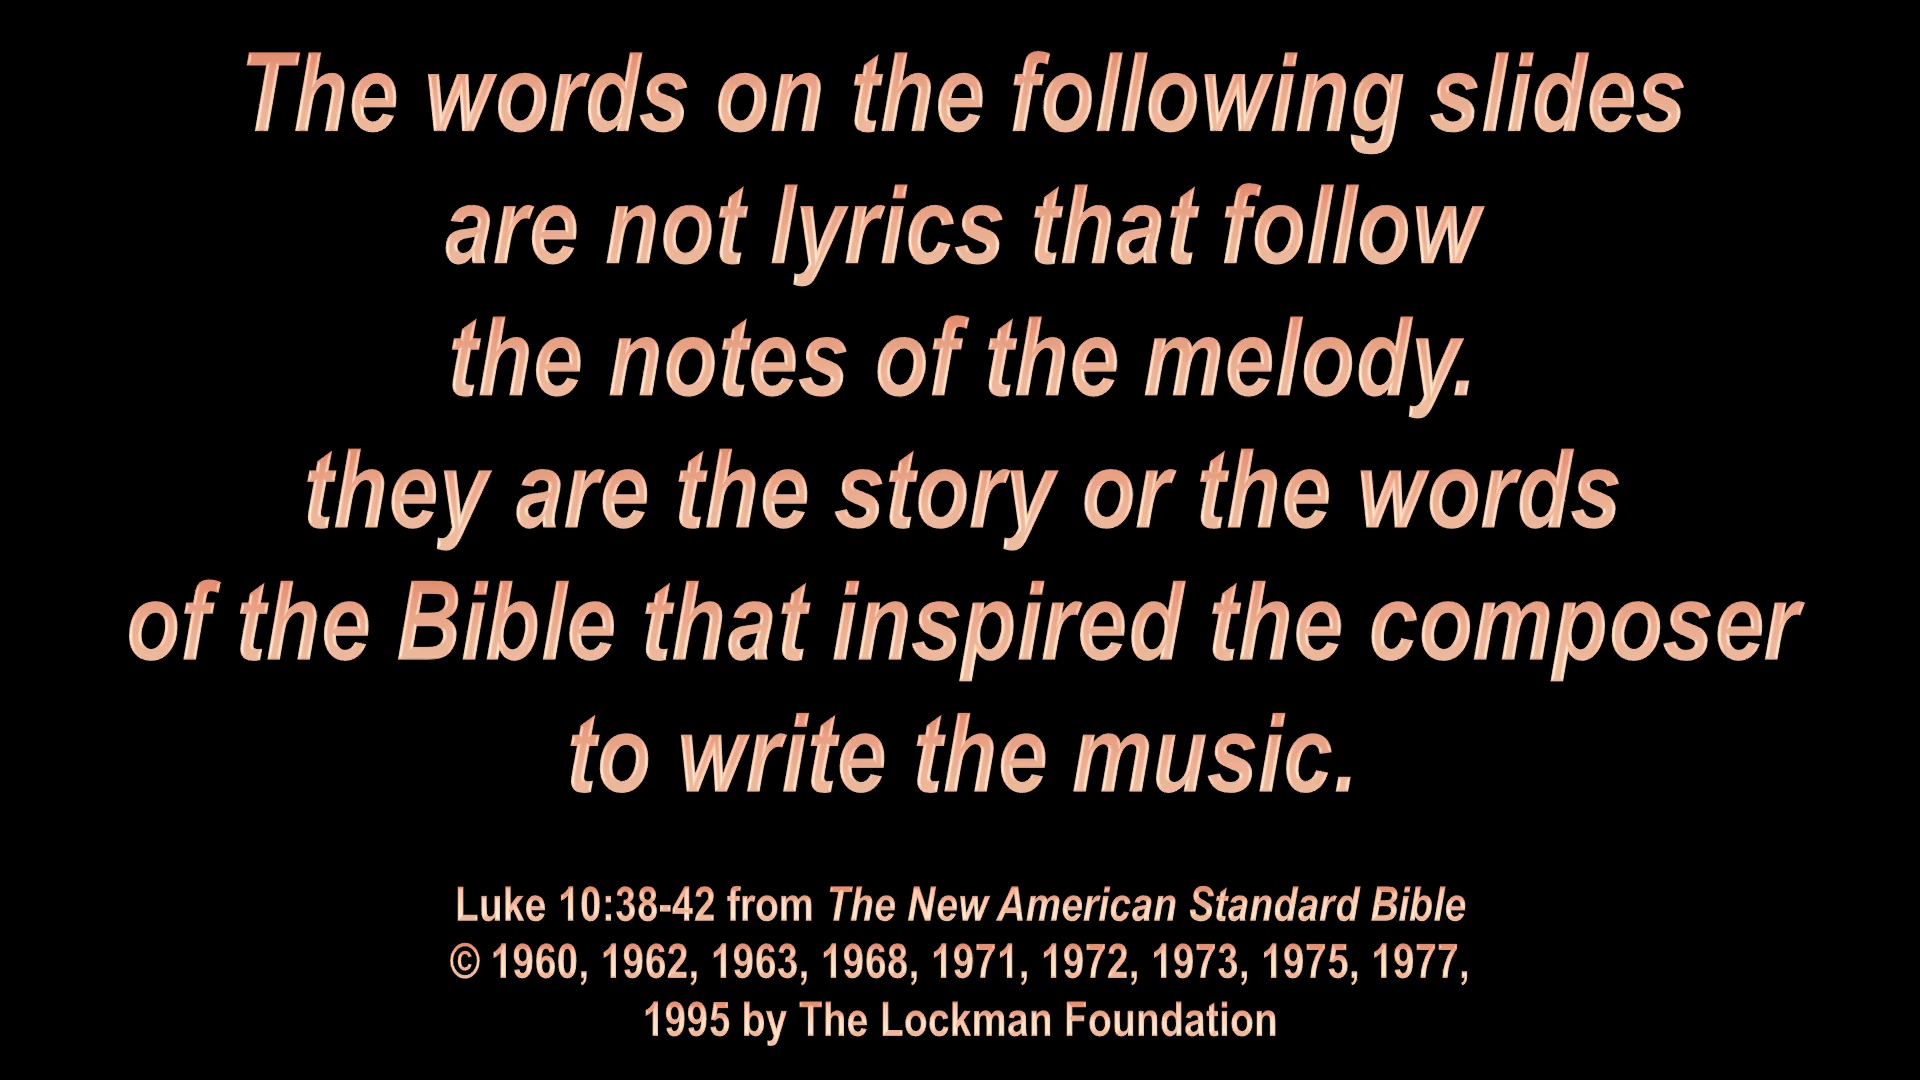 The words on the following slides
are not lyrics that follow
the notes of the melody.
they are the story or the words
of the Bible that inspired the composer
to write the music.
Luke 10:38-42 from The New American Standard Bible
© 1960, 1962, 1963, 1968, 1971, 1972, 1973, 1975, 1977,
1995 by The Lockman Foundation